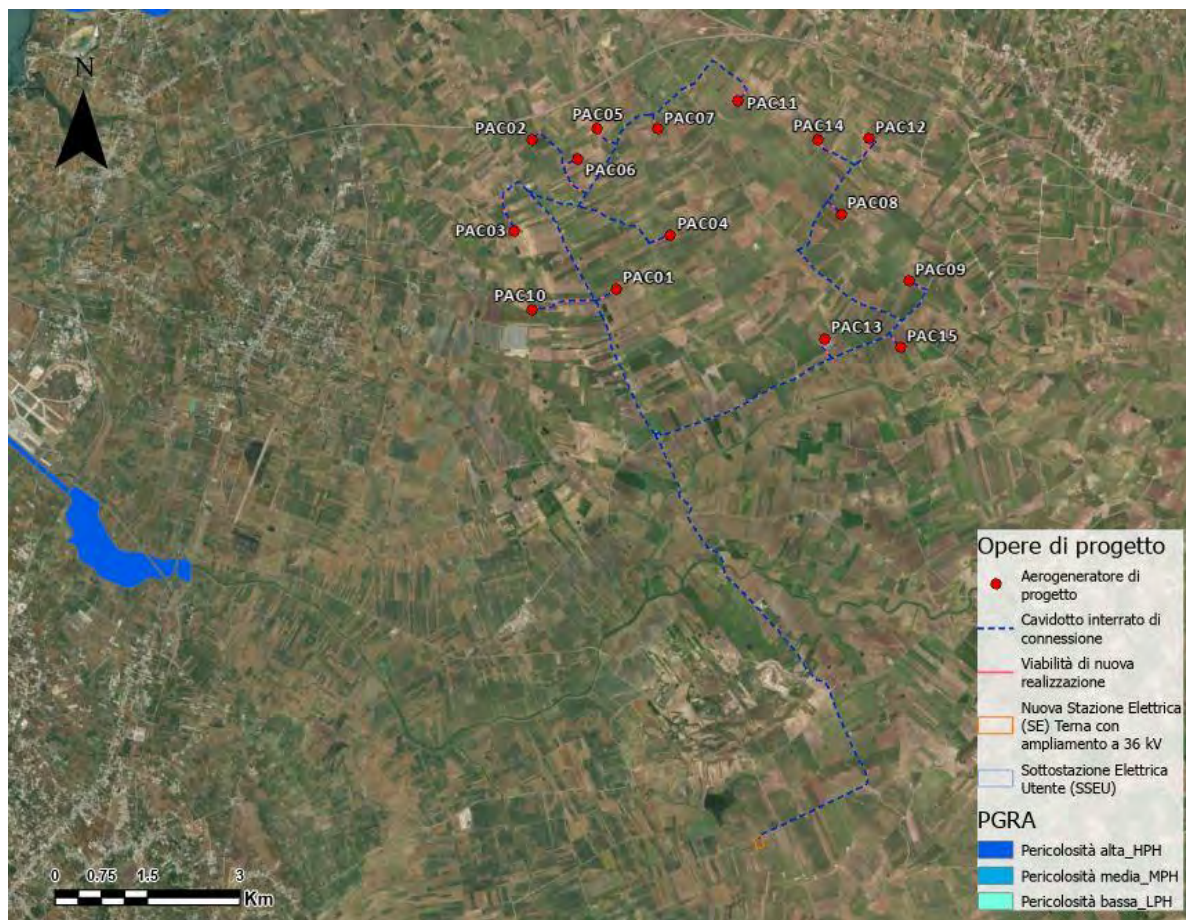 N
PAC11
PAC05
PAC07
PAC02
PAC14
PAC12
PAC06
PAC08
PAC03
PAC04
PAC09
PAC01
PAC10
PAC13
PAC15
Opere di progetto
Aerogeneratore di
progetto
Cavidotto interrato di
connessione
Viabilità di nuova
realizzazione
Nuova Stazione Elettrica
(SE) Terna con
ampliamento a 36 kV
Sottostazione Elettrica
Utente (SSEU)
PGRA
Pericolosità alta_HPH
Pericolosità media_MPH
Pericolosità bassa_LPH
0 0.75 1.5 3
Km